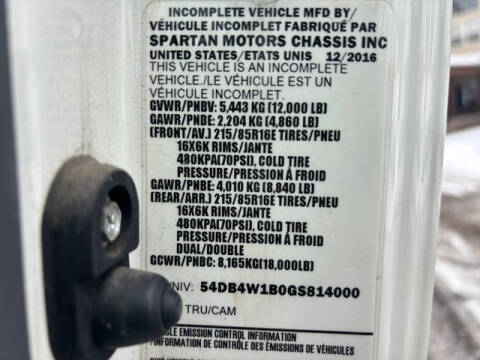 INCOMPLETE VEHICLE MFD BY/
VÉHICULE INCOMPLET FABRIQUÉ PAR
SPARTAN MOTORS CHASSIS INC
UNITED STATES/ETATS UNIS 12/2016
THIS VEHICLE IS AN INCOMPLETE
VEHICLE./LE VÉHICULE EST UN
VÉHICULE INCOMPLET.
GVWR/PNBV: 5,443 KG (12,000 LB)
GAWR/PNBE: 2,204 KG (4,860 LB)
(FRONT/AV.) 215/85R16E TIRES/PNEU
16X6K RIMS/JANTE
480KPA(70PSI), COLD TIRE
PRESSURE/PRESSION À FROID
GAWR/PNBE: 4,010 KG (8,840 LB)
(REAR/ARR.) 215/85R16E TIRES/PNEU
16X6K RIMS/JANTE
480KPA(70PSI), COLD TIRE
PRESSURE/PRESSION À FROID
DUAL/DOUBLE
GCWR/PNBC: 8,165KG(18,000LB)
/NIV: 54DB4W1B0GS814000
TRU/CAM
EMISSION CONTROL INFORMATION
/INFORMATION DE CONTRÔLE DES ÉMISSIONS DE VÉHICULES